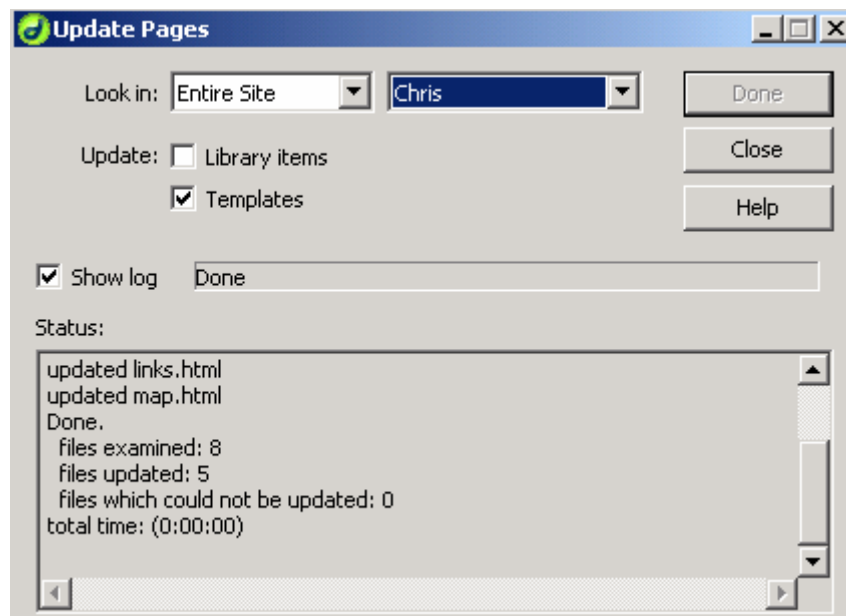 Update Pages
Look in: Entire Site Chris Done
Update: Library items Close
Templates Help
Show log Done
Status:
updated links.html
updated map.html
Done.
files examined: 8
files updated: 5
files which could not be updated: 0
total time: (0:00:00)